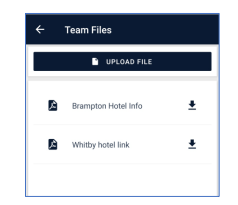 Team Files
UPLOAD FILE
Brampton Hotel Info
Whitby hotel link